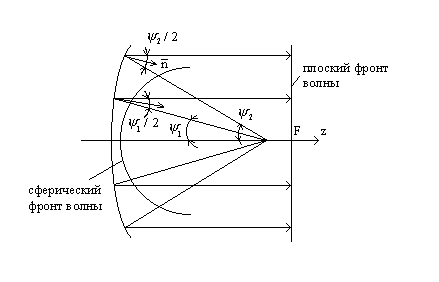 ψ₂ / 2
n̅
плоский фронт
волны
ψ₁ / 2
ψ₁
ψ₂
F
z
сферический
фронт волны